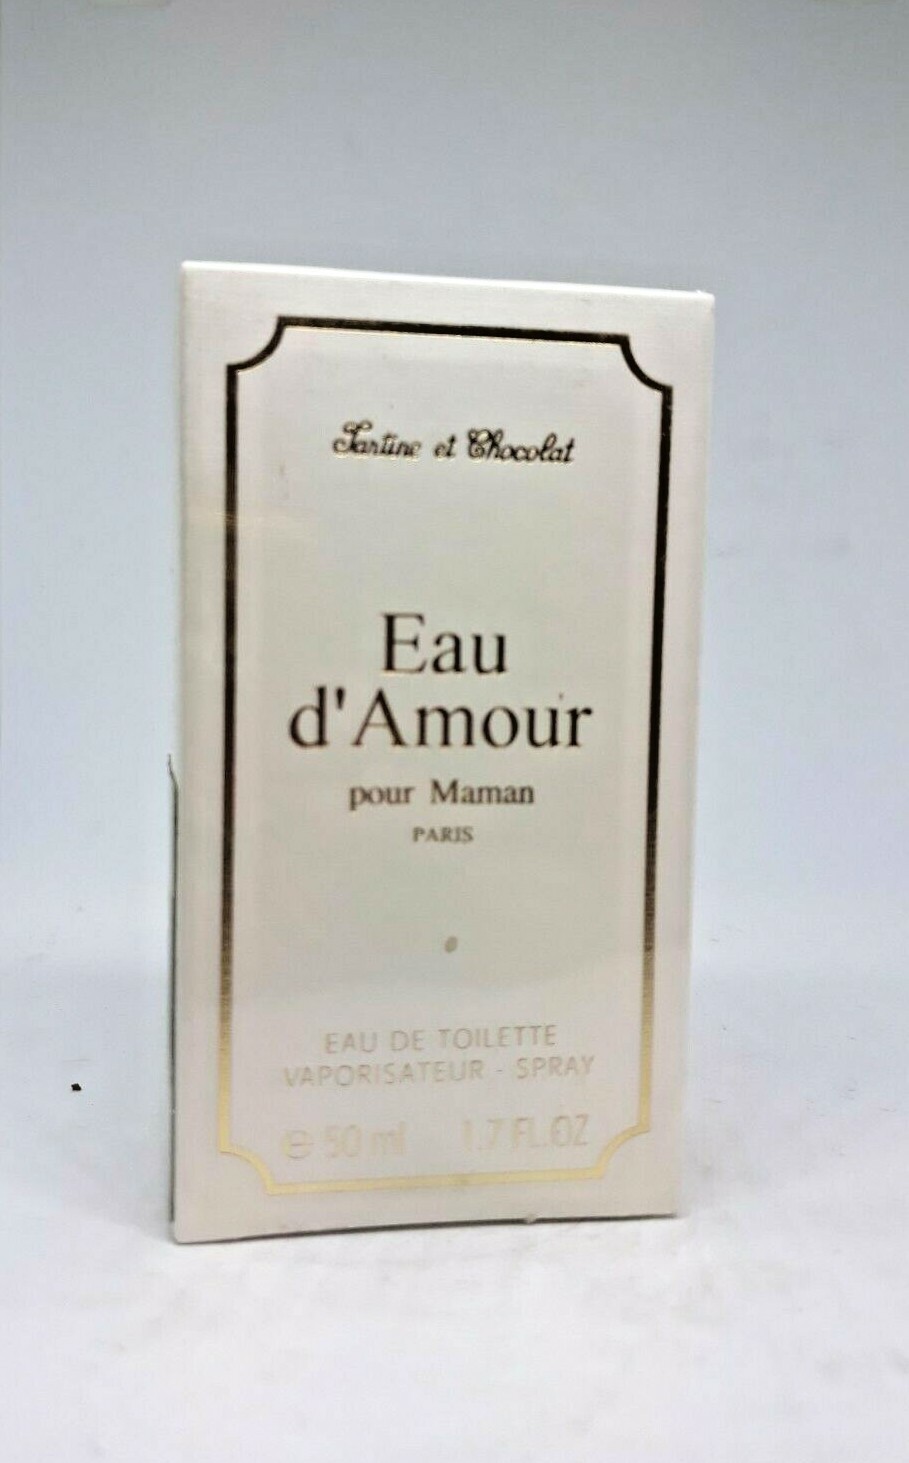 Tartine et Chocolat
Eau
d'Amour
pour Maman
PARIS
EAU DE TOILETTE
VAPORISATEUR - SPRAY
℮ 50 ml 1.7 FL.OZ